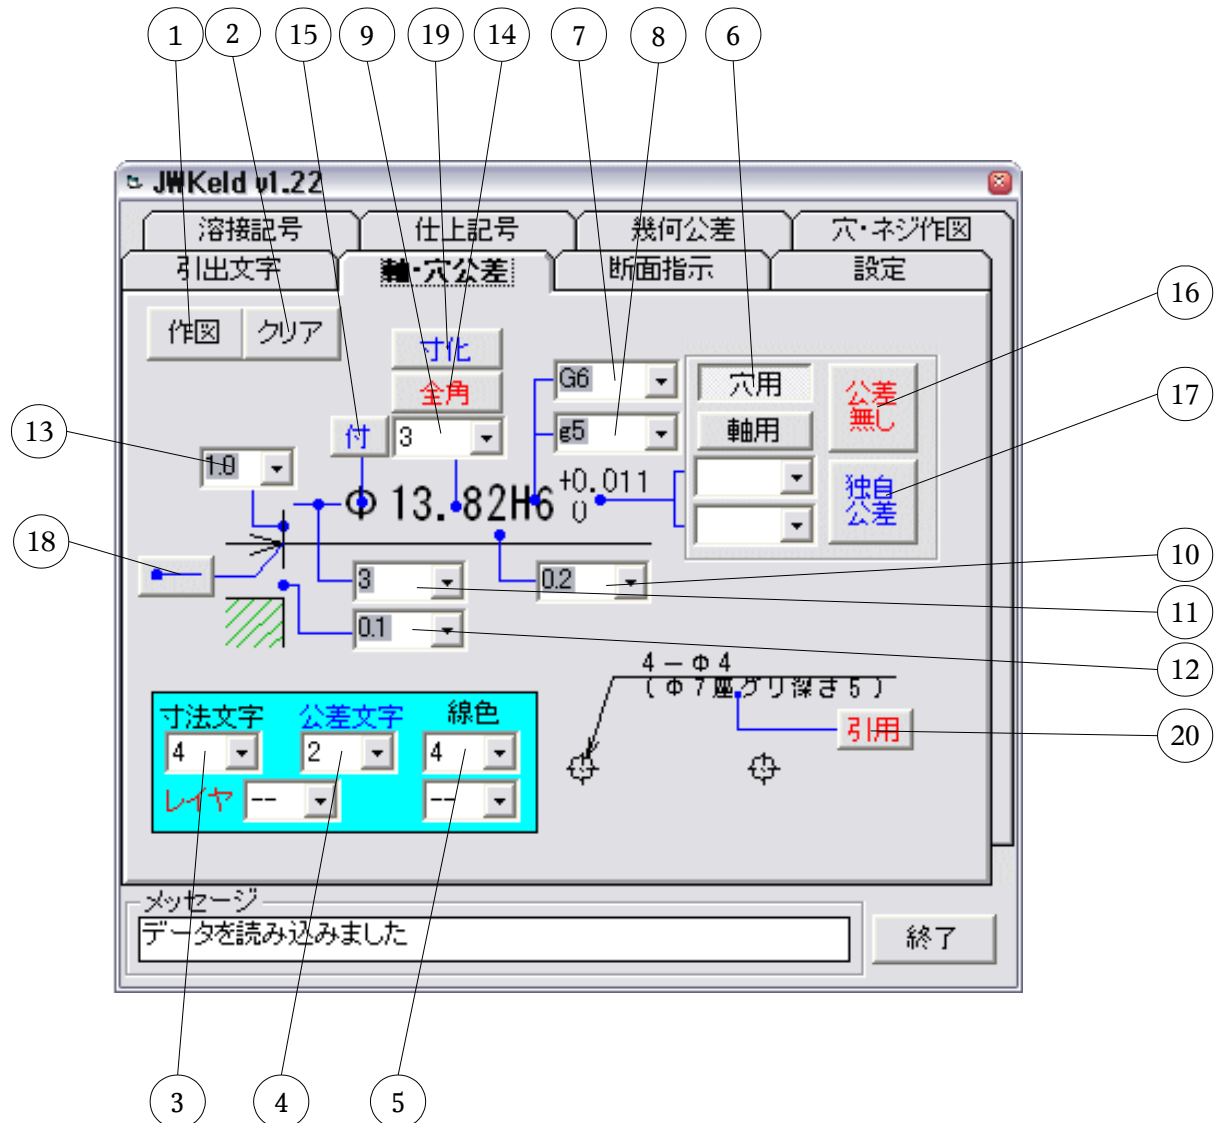 1 2 15 9 19 14 7 8 6
JWKeld v1.22
溶接記号 仕上記号 幾何公差 穴・ネジ作図
引出文字 軸・穴公差 断面指示 設定
16
作図 クリア 寸化
G6 穴用 公差
無し
全角
17
13
付 3 g5 軸用
1.0
独自
公差
Φ 13.82H6 +0.011
0
18
10
3 0.2
11
0.1
12
4－Φ4
(Φ7座グリ深さ5)
寸法文字 公差文字 線色
引用
20
4 2 4
レイヤ -- --
メッセージ
データを読み込みました
終了
3 4 5